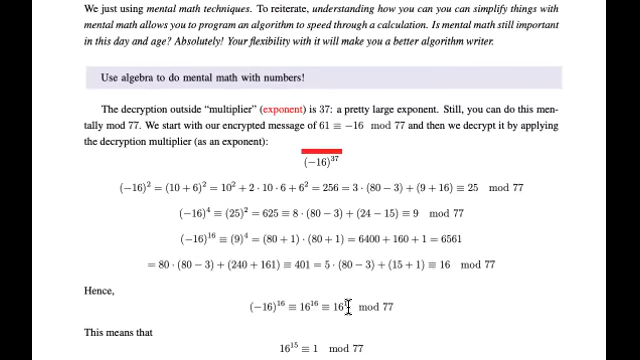 We just using mental math techniques. To reiterate, understanding how you can you can simplify things with
mental math allows you to program an algorithm to speed through a calculation. Is mental math still important
in this day and age? Absolutely! Your flexibility with it will make you a better algorithm writer.
Use algebra to do mental math with numbers!
The decryption outside “multiplier” (exponent) is 37: a pretty large exponent. Still, you can do this men-
tally mod 77. We start with our encrypted message of 61 ≡ −16 mod 77 and then we decrypt it by applying
the decryption multiplier (as an exponent):
(−16)³⁷
(−16)² = (10 + 6)² = 10² + 2 · 10 · 6 + 6² = 256 = 3 · (80 − 3) + (9 + 16) ≡ 25 mod 77
(−16)⁴ ≡ (25)² = 625 ≡ 8 · (80 − 3) + (24 − 15) ≡ 9 mod 77
(−16)¹⁶ ≡ (9)⁴ = (80 + 1) · (80 + 1) = 6400 + 160 + 1 = 6561
= 80 · (80 − 3) + (240 + 161) ≡ 401 = 5 · (80 − 3) + (15 + 1) ≡ 16 mod 77
Hence,
(−16)¹⁶ ≡ 16¹⁶ ≡ 16 mod 77
This means that
16¹⁵ ≡ 1 mod 77